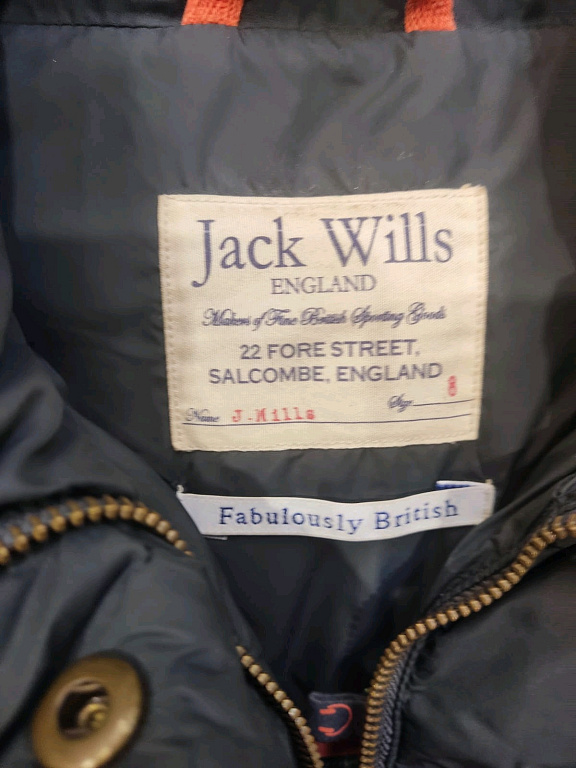 Jack Wills
ENGLAND
Makers of Fine British Sporting Goods
22 FORE STREET,
SALCOMBE, ENGLAND
Name J.Wills Size 8
Fabulously British